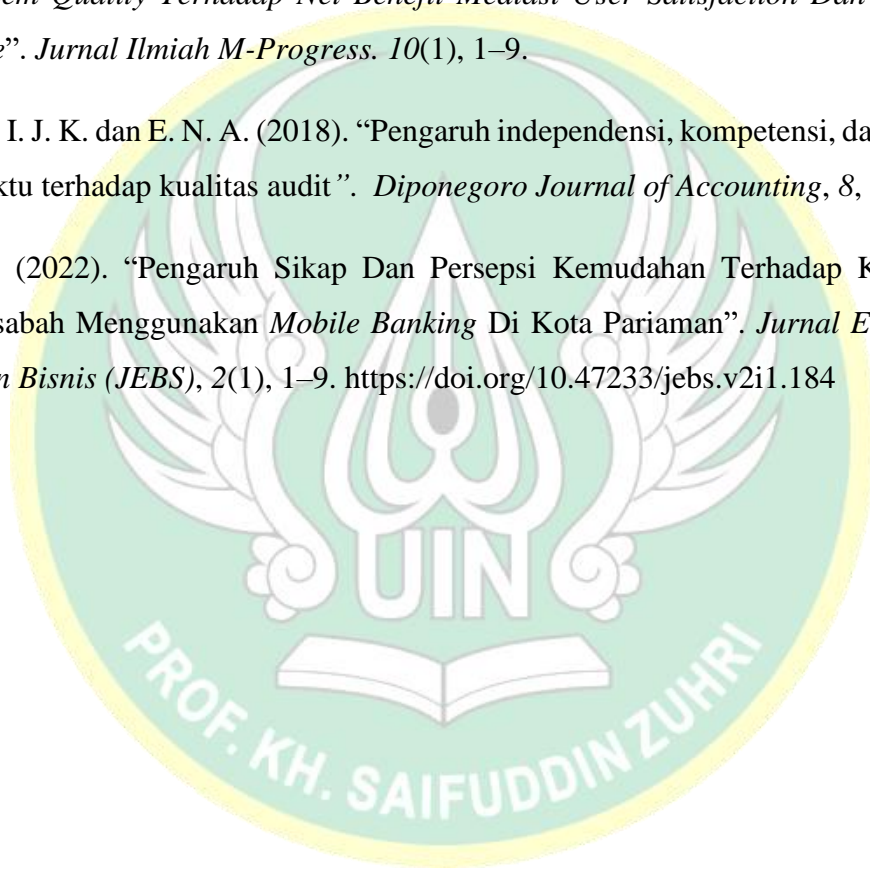 Quality Terhadap Net Benefit Mediasi User Satisfaction Dan
”. Jurnal Ilmiah M-Progress. 10(1), 1–9.
I. J. K. dan E. N. A. (2018). “Pengaruh independensi, kompetensi, da
ktu terhadap kualitas audit”. Diponegoro Journal of Accounting, 8,
(2022). “Pengaruh Sikap Dan Persepsi Kemudahan Terhadap K
sabah Menggunakan Mobile Banking Di Kota Pariaman”. Jurnal E
n Bisnis (JEBS), 2(1), 1–9. https://doi.org/10.47233/jebs.v2i1.184
UIN
PROF. KH. SAIFUDDIN ZUHRI